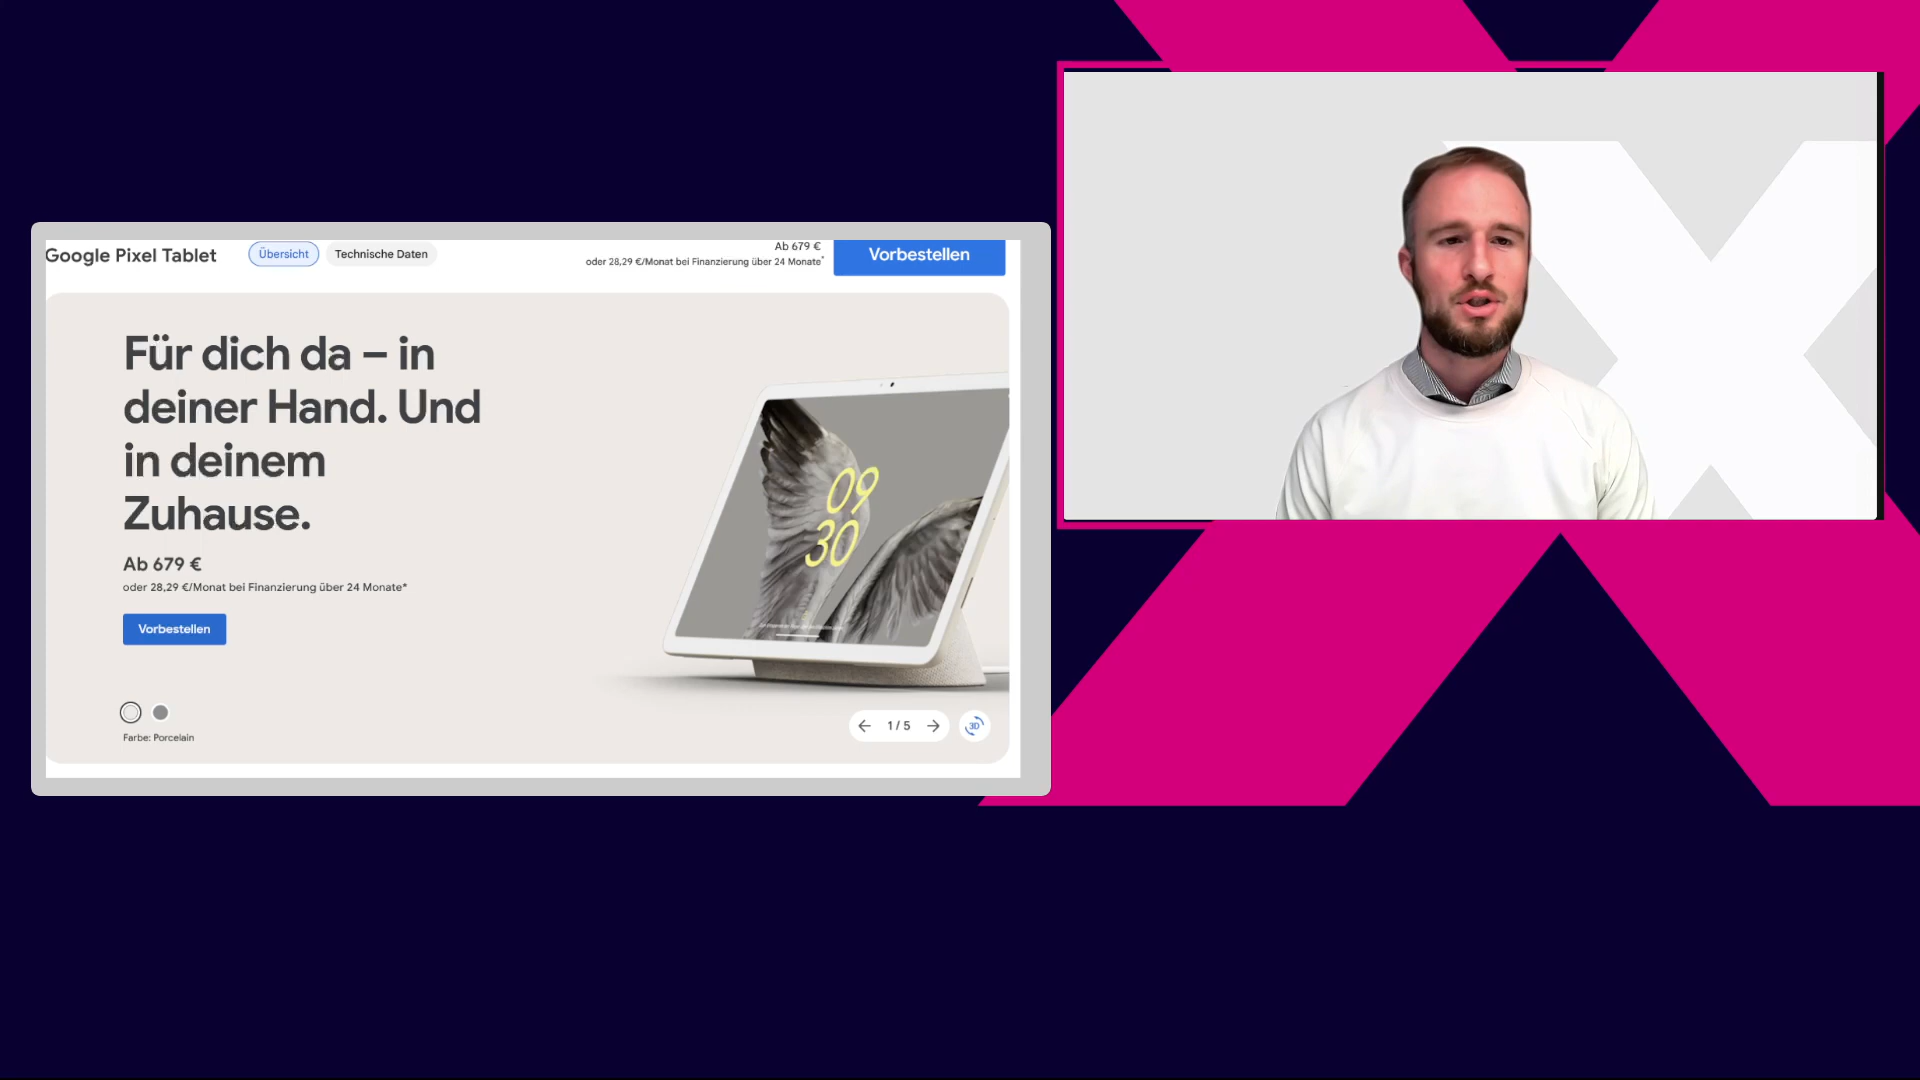 Google Pixel Tablet
Übersicht
Technische Daten
Ab 679 €
oder 28,29 €/Monat bei Finanzierung über 24 Monate*
Vorbestellen
Für dich da – in
deiner Hand. Und
in deinem
Zuhause.
Ab 679 €
oder 28,29 €/Monat bei Finanzierung über 24 Monate*
Vorbestellen
Farbe: Porcelain
09
30
1 / 5
3D